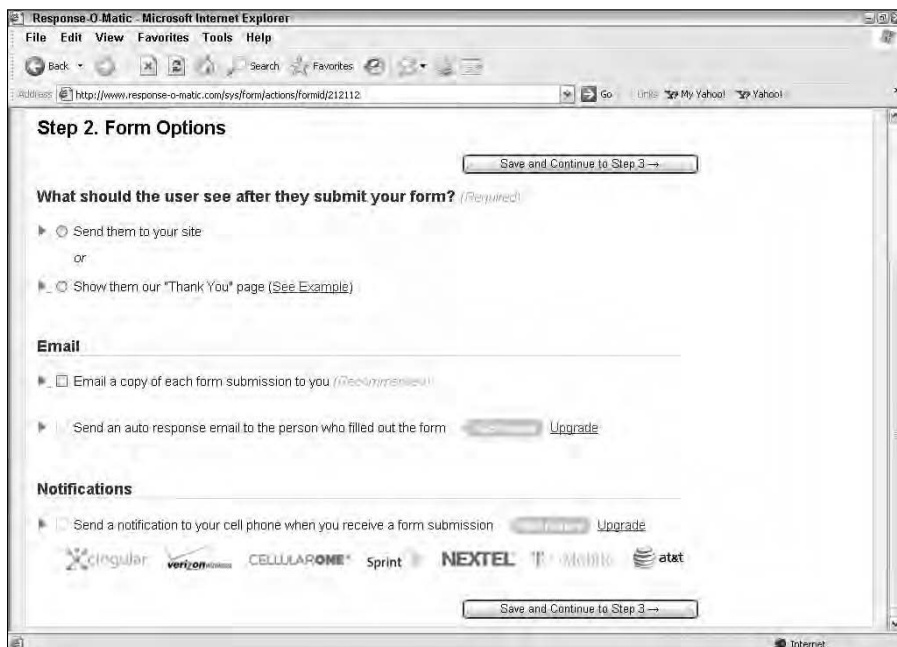 Response-O-Matic - Microsoft Internet Explorer
File Edit View Favorites Tools Help
Back Search Favorites
Address http://www.response-o-matic.com/sys/form/actions/formid/212112 Go Links My Yahoo! Yahoo!
Step 2. Form Options
Save and Continue to Step 3 →
What should the user see after they submit your form? (Required)
Send them to your site
or
Show them our "Thank You" page (See Example)
Email
Email a copy of each form submission to you (Recommended)
Send an auto response email to the person who filled out the form Upgrade
Notifications
Send a notification to your cell phone when you receive a form submission Upgrade
cingular verizon CELLULARONE Sprint NEXTEL T Mobile at&t
Save and Continue to Step 3 →
Internet